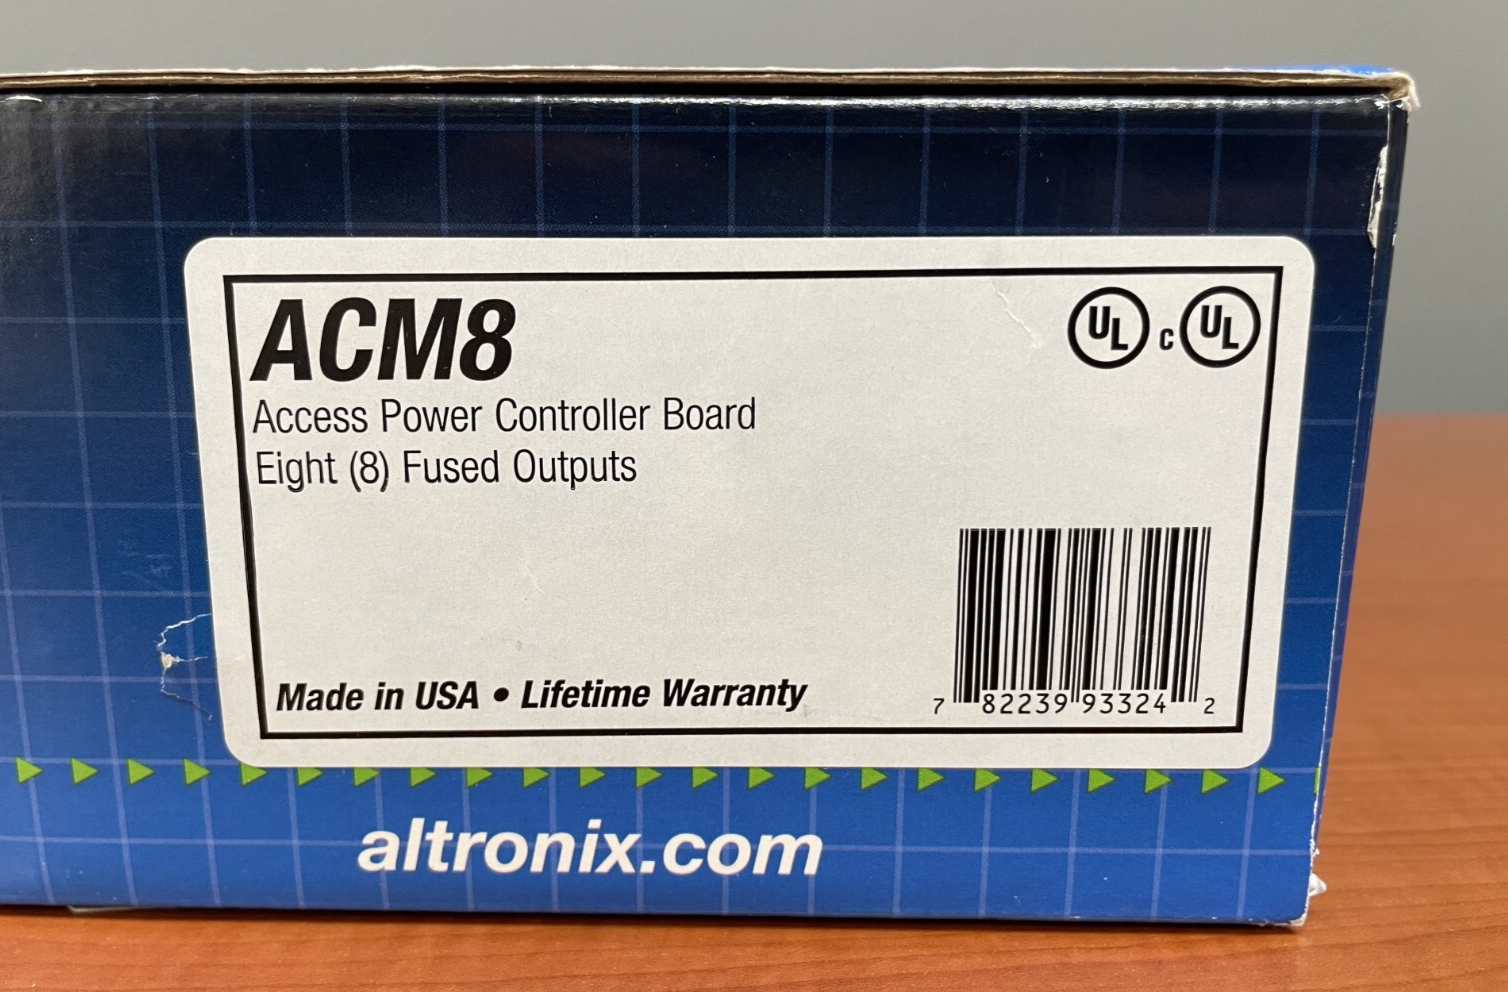 ACM8
UL c UL
Access Power Controller Board
Eight (8) Fused Outputs
Made in USA • Lifetime Warranty
7 82239 93324 2
altronix.com